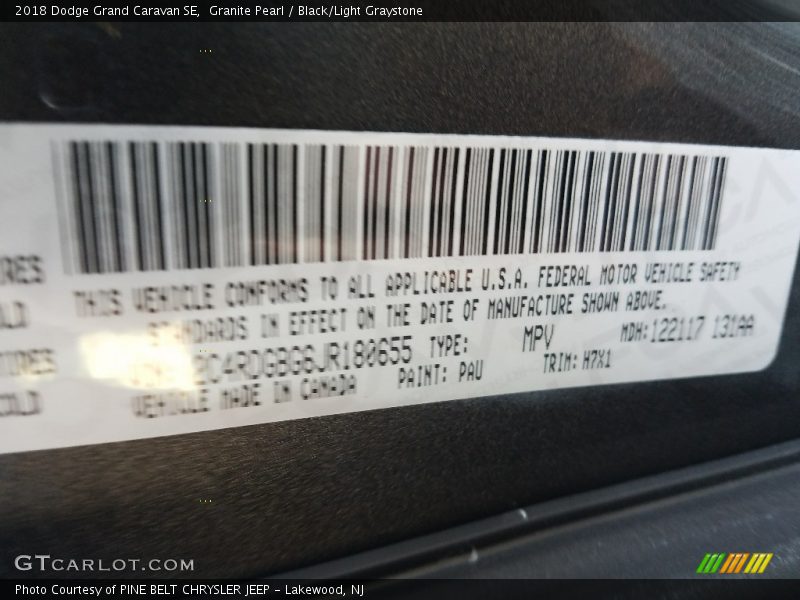 2018 Dodge Grand Caravan SE, Granite Pearl / Black/Light Graystone
THIS VEHICLE CONFORMS TO ALL APPLICABLE U.S.A. FEDERAL MOTOR VEHICLE SAFETY
STANDARDS IN EFFECT ON THE DATE OF MANUFACTURE SHOWN ABOVE.
2C4RDGBG6JR180655 TYPE: MPV MDH:122117 131AA
VEHICLE MADE IN CANADA PAINT: PAU TRIM: H7X1
GTCARLOT.COM
Photo Courtesy of PINE BELT CHRYSLER JEEP - Lakewood, NJ